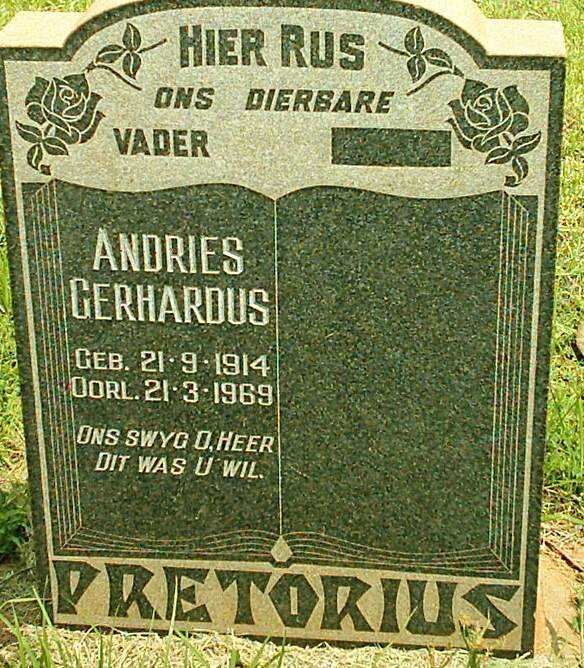 HIER RUS
ONS DIERBARE
VADER
ANDRIES
GERHARDUS
GEB. 21·9·1914
OORL. 21·3·1969
ONS SWYG O, HEER
DIT WAS U WIL.
PRETORIUS